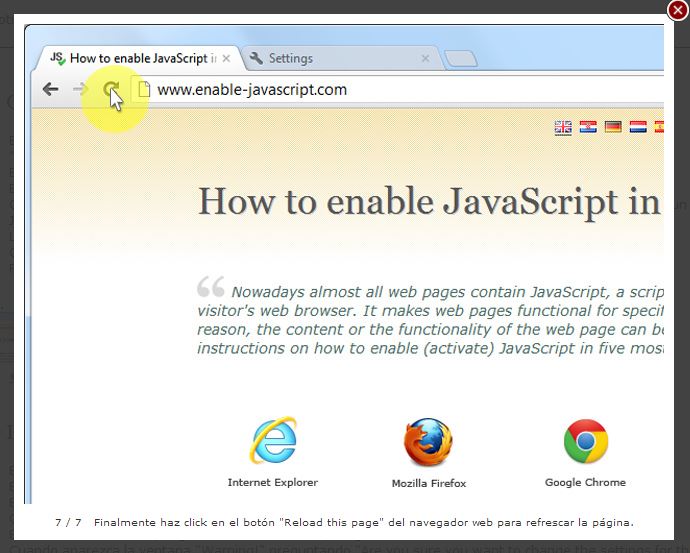 How to enable JavaScript in
Settings
www.enable-javascript.com
How to enable JavaScript in
Nowadays almost all web pages contain JavaScript, a scrip
visitor's web browser. It makes web pages functional for specif
reason, the content or the functionality of the web page can be
instructions on how to enable (activate) JavaScript in five mos
Internet Explorer
Mozilla Firefox
Google Chrome
7 / 7 Finalmente haz click en el botón "Reload this page" del navegador web para refrescar la página.